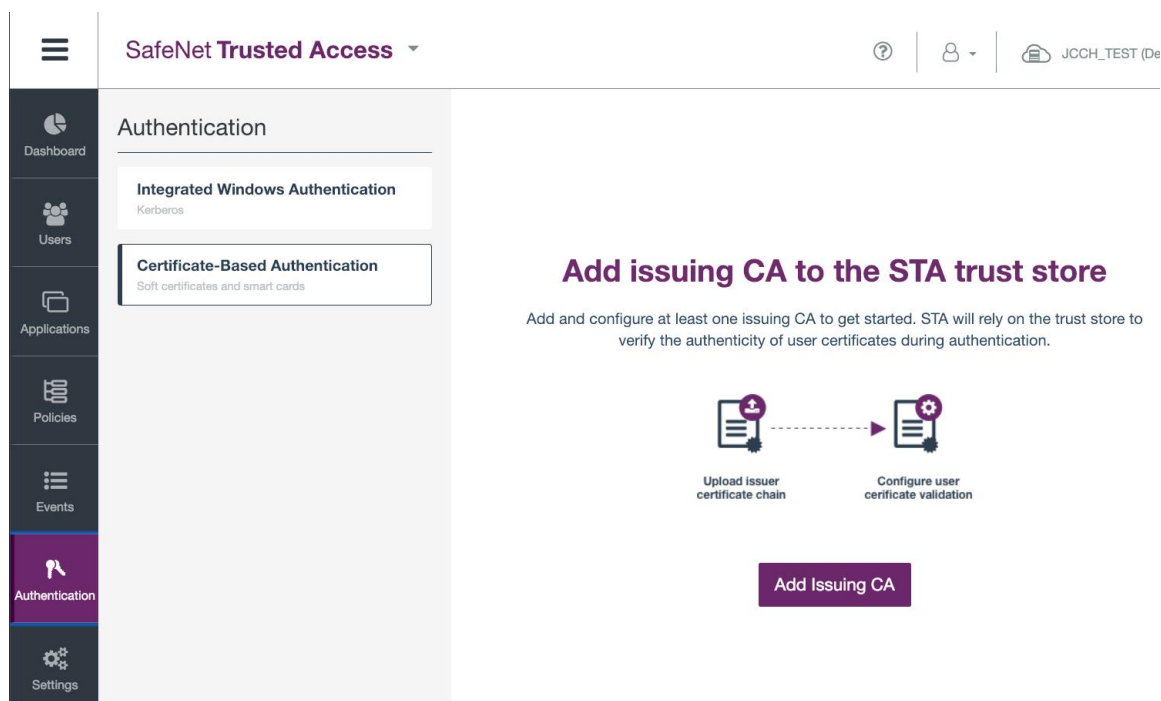 SafeNet Trusted Access
JCCH_TEST (De
Dashboard
Users
Applications
Policies
Events
Authentication
Settings
Authentication
Integrated Windows Authentication
Kerberos
Certificate-Based Authentication
Soft certificates and smart cards
Add issuing CA to the STA trust store
Add and configure at least one issuing CA to get started. STA will rely on the trust store to
verify the authenticity of user certificates during authentication.
Upload issuer
certificate chain
Configure user
cerificate validation
Add Issuing CA